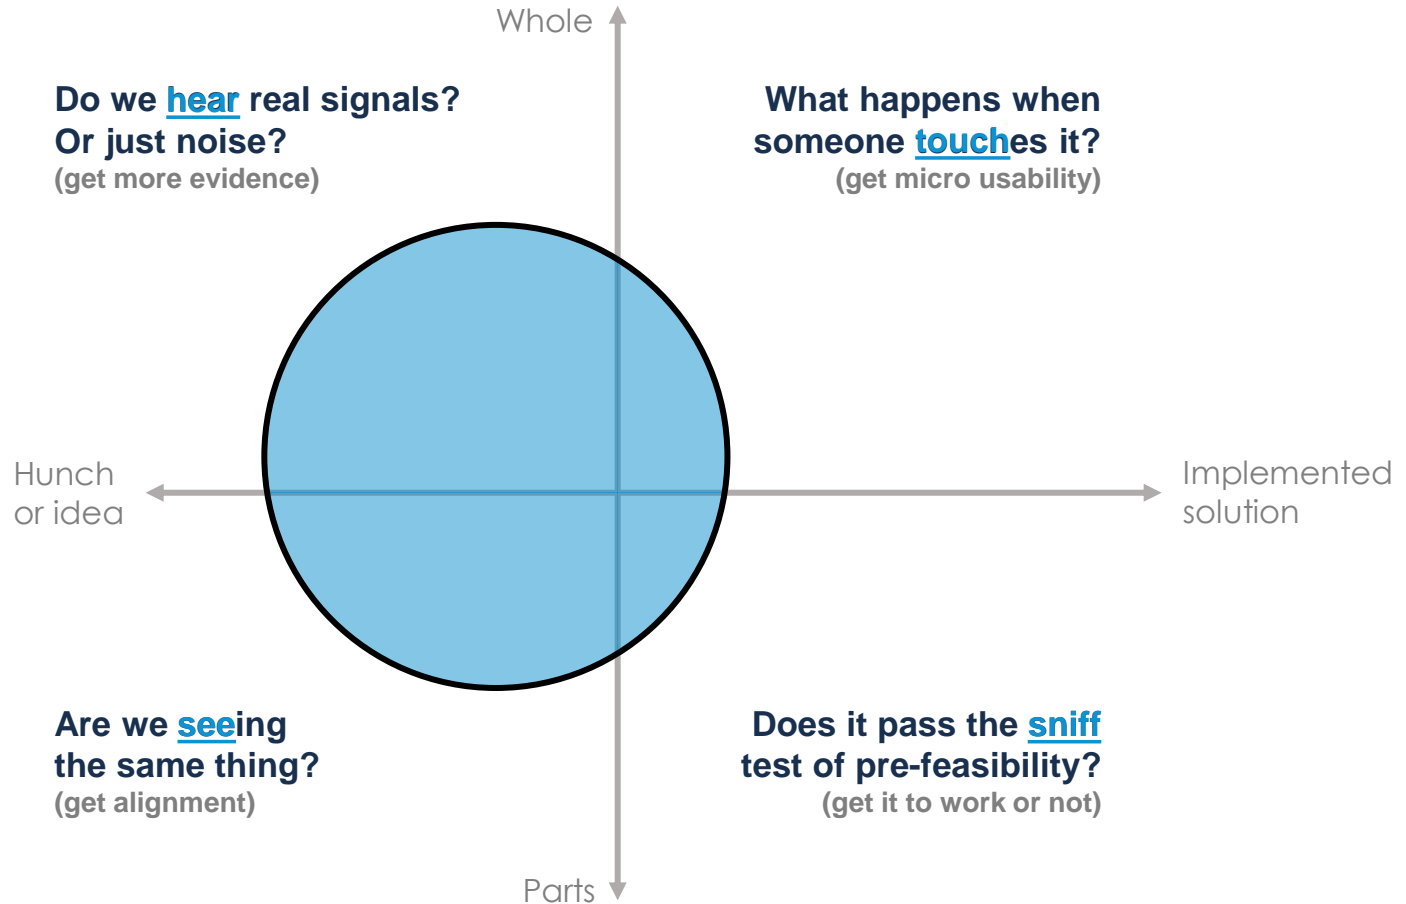 Whole
Do we hear real signals?
Or just noise?
(get more evidence)
What happens when
someone touches it?
(get micro usability)
Hunch
or idea
Implemented
solution
Are we seeing
the same thing?
(get alignment)
Does it pass the sniff
test of pre-feasibility?
(get it to work or not)
Parts